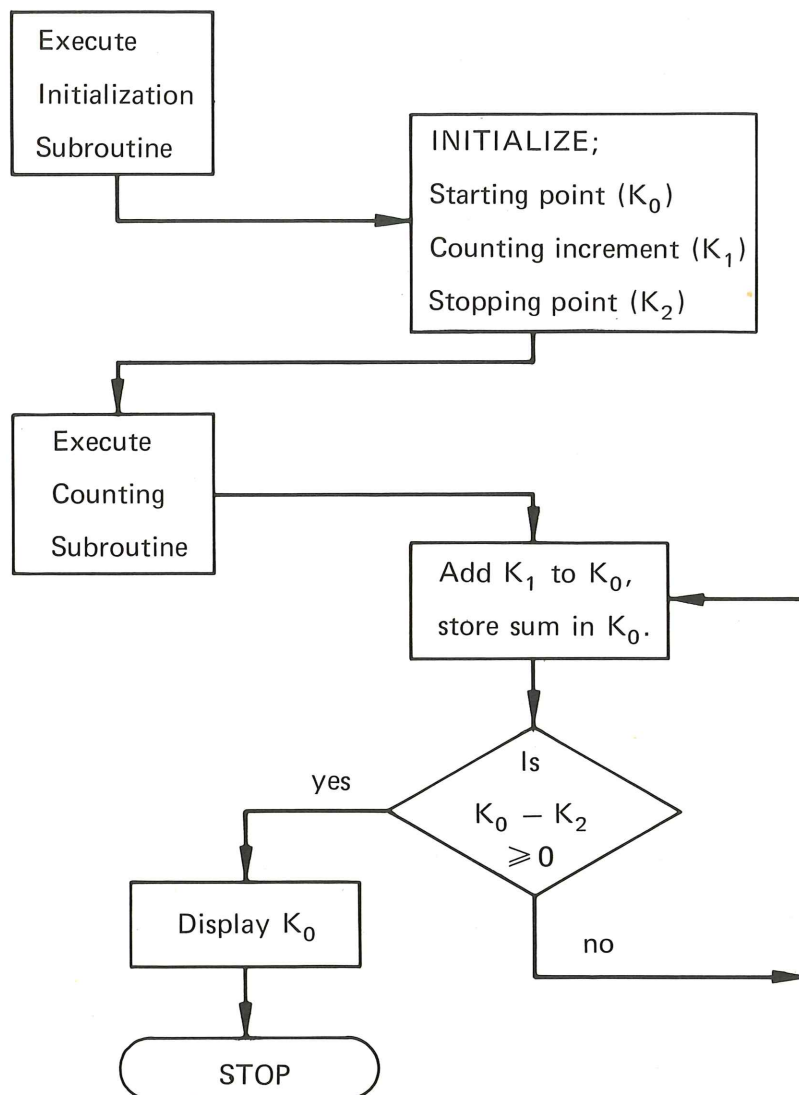 Execute
Initialization
Subroutine
INITIALIZE;
Starting point (K₀)
Counting increment (K₁)
Stopping point (K₂)
Execute
Counting
Subroutine
Add K₁ to K₀,
store sum in K₀.
Is
K₀ – K₂
⩾ 0
yes
Display K₀
no
STOP